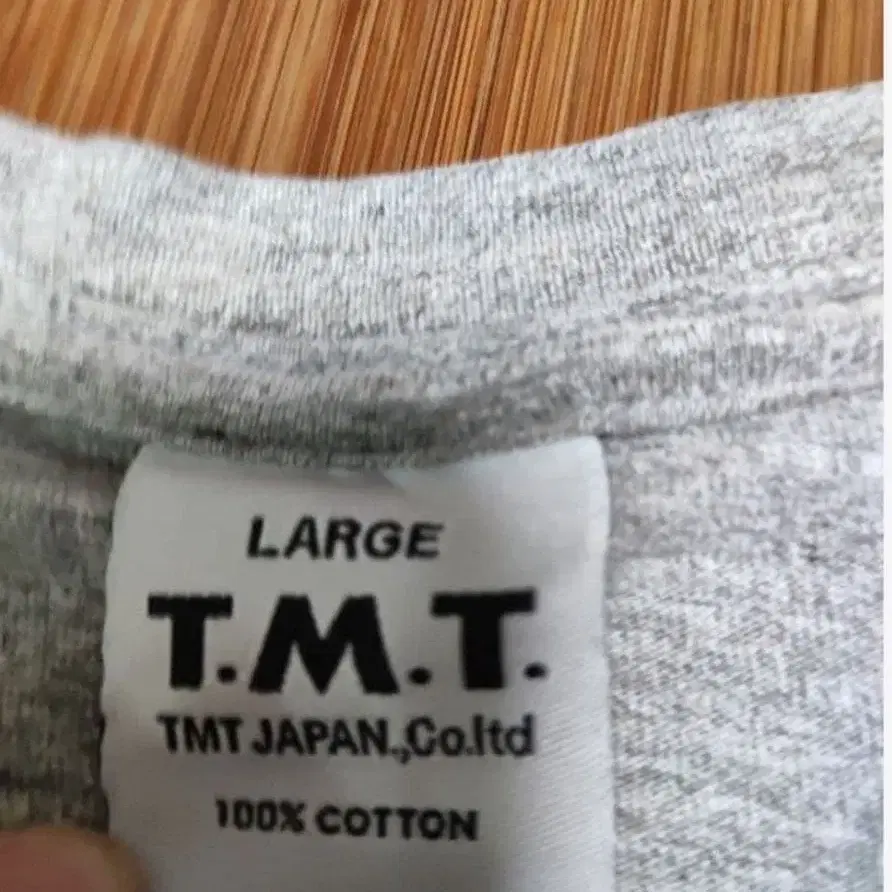 LARGE
T.M.T.
TMT JAPAN.,Co.ltd
100% COTTON